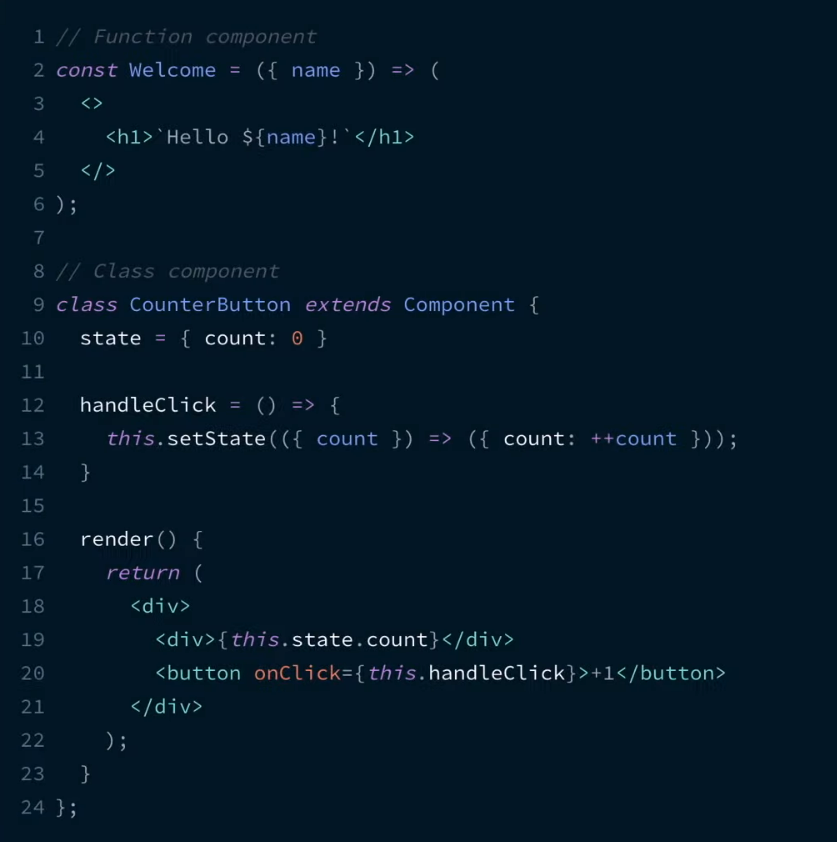 1 // Function component
2 const Welcome = ({ name }) => (
3   <>
4     <h1>`Hello ${name}!`</h1>
5   </>
6 );
7
8 // Class component
9 class CounterButton extends Component {
10   state = { count: 0 }
11
12   handleClick = () => {
13     this.setState(({ count }) => ({ count: ++count }));
14   }
15
16   render() {
17     return (
18       <div>
19         <div>{this.state.count}</div>
20         <button onClick={this.handleClick}>+1</button>
21       </div>
22     );
23   }
24 };